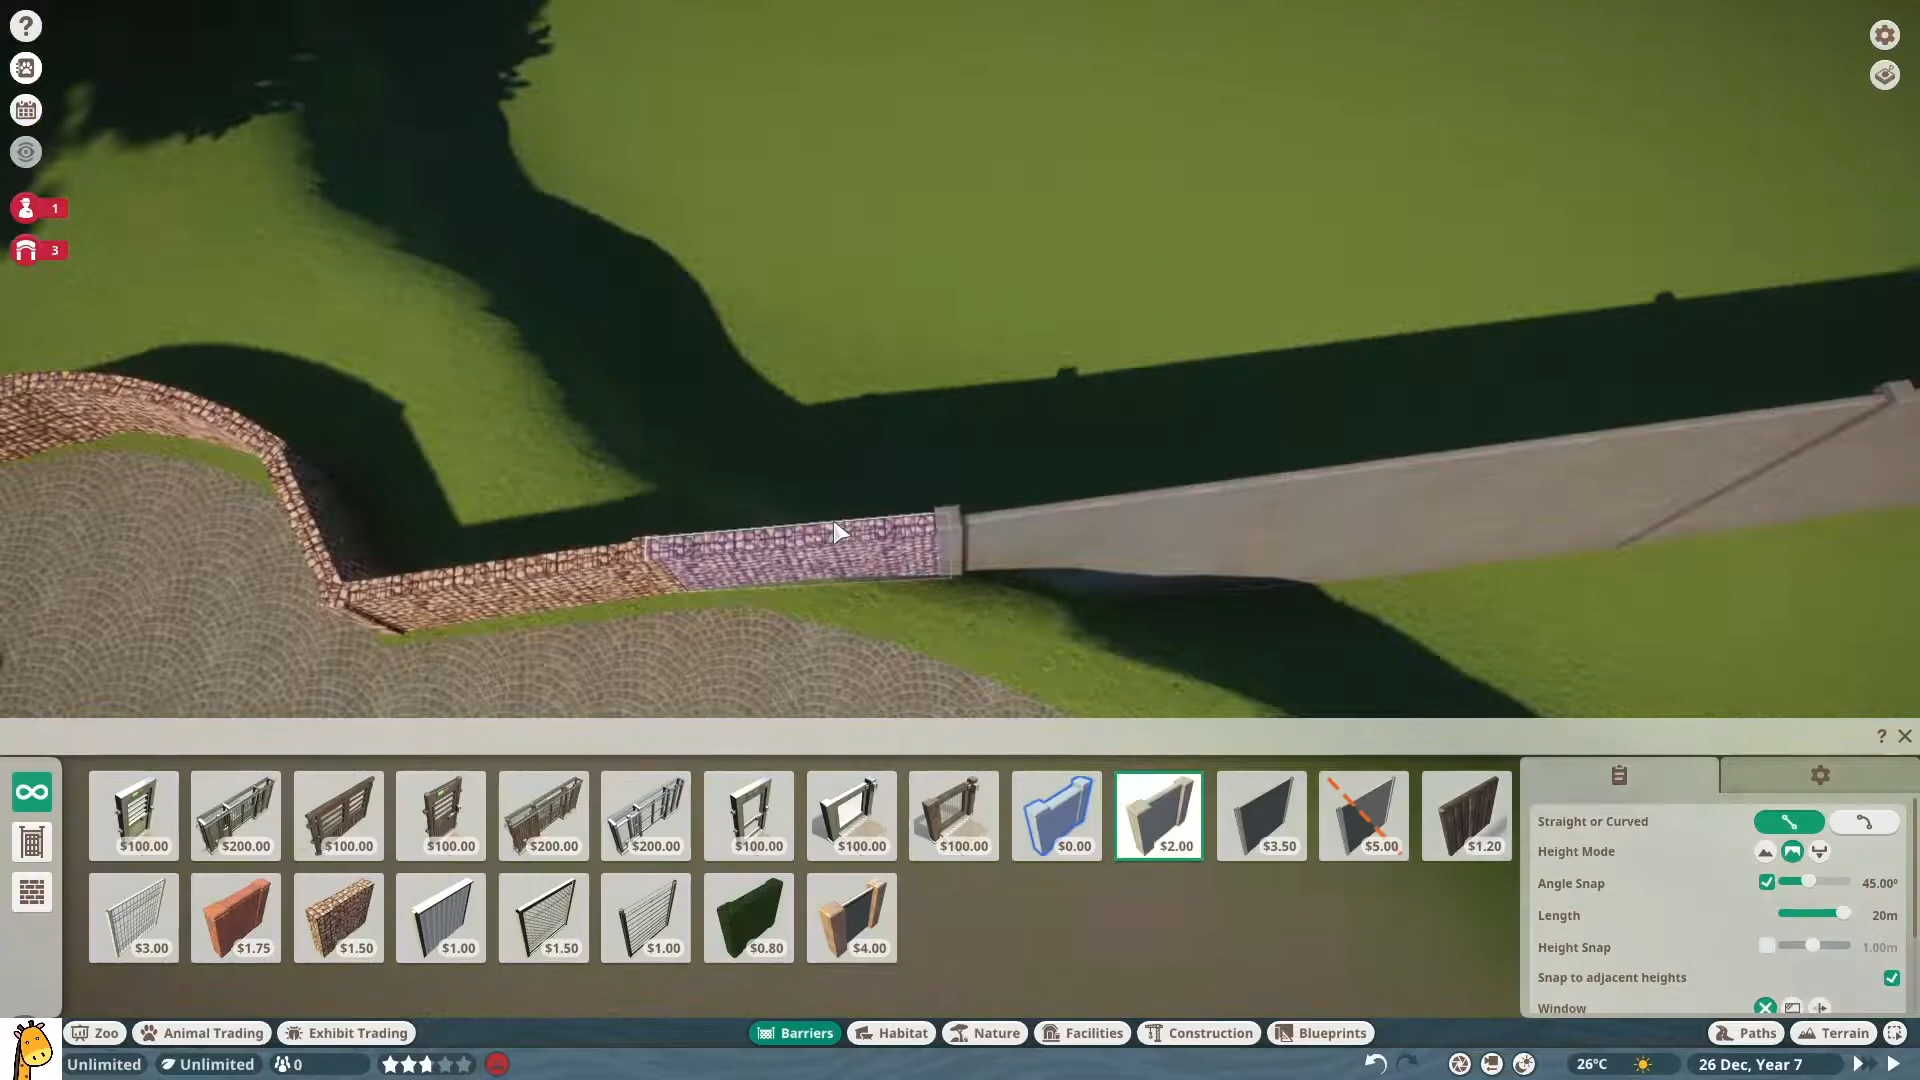 ?
1
3
?
$100.00 $200.00 $100.00 $100.00 $200.00 $200.00 $100.00 $100.00 $100.00 $0.00 $2.00 $3.50 $5.00 $1.20
$3.00 $1.75 $1.50 $1.00 $1.50 $1.00 $0.80 $4.00
Straight or Curved
Height Mode
Angle Snap 45.00°
Length 20m
Height Snap 1.00m
Snap to adjacent heights
Window
Zoo Animal Trading Exhibit Trading Barriers Habitat Nature Facilities Construction Blueprints Paths Terrain
Unlimited Unlimited 0 26°C 26 Dec, Year 7